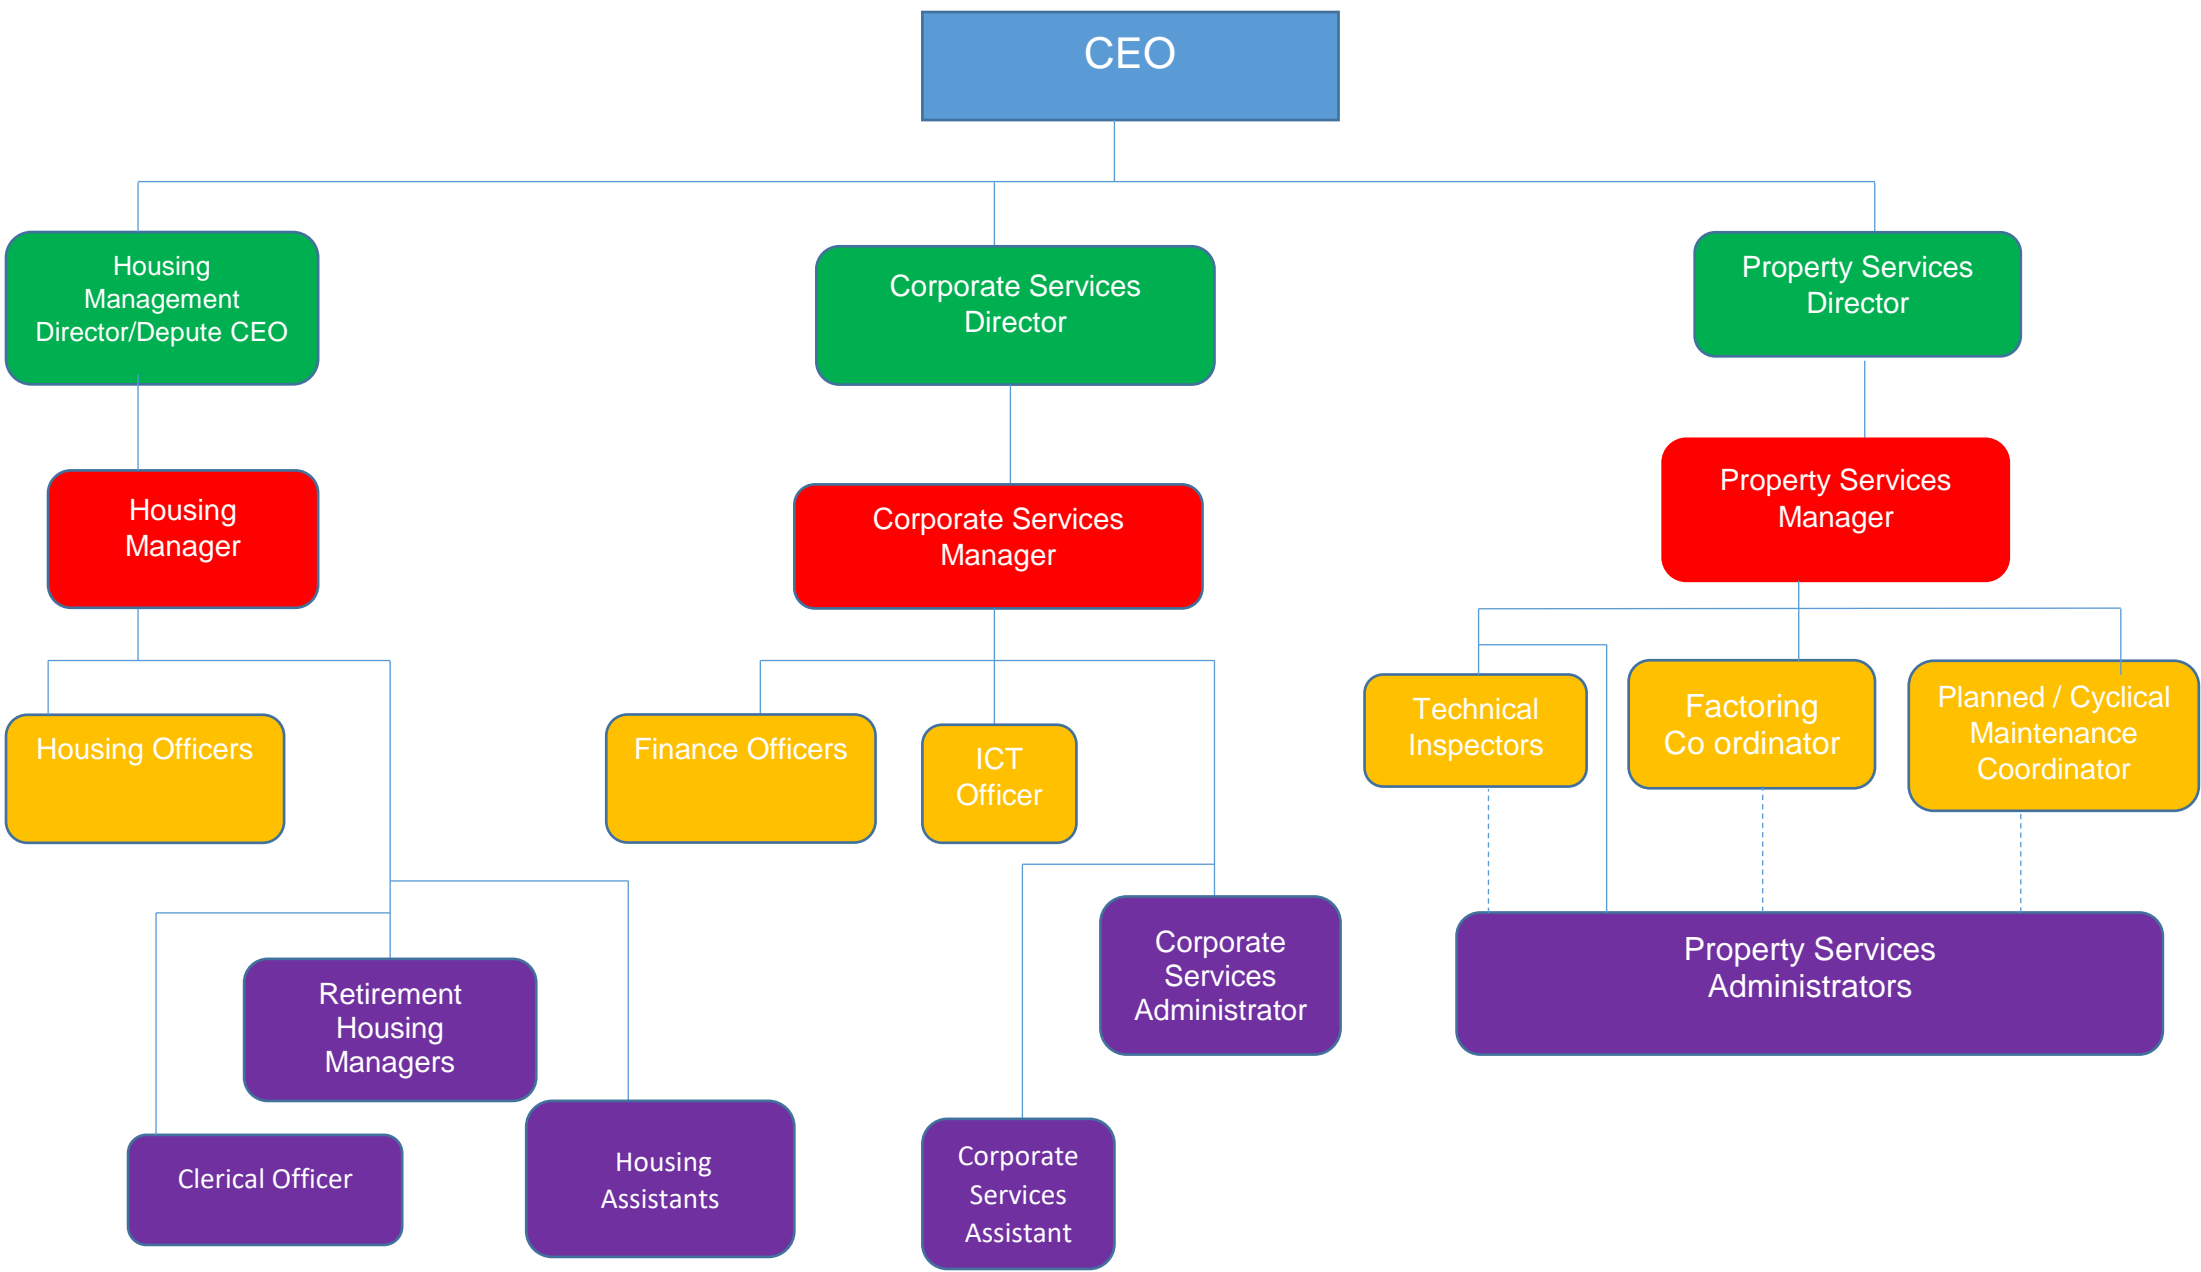 CEO
Housing
Management
Director/Depute CEO
Corporate Services
Director
Property Services
Director
Housing
Manager
Corporate Services
Manager
Property Services
Manager
Housing Officers
Finance Officers
ICT
Officer
Technical
Inspectors
Factoring
Co ordinator
Planned / Cyclical
Maintenance
Coordinator
Retirement
Housing
Managers
Corporate
Services
Administrator
Property Services
Administrators
Clerical Officer
Housing
Assistants
Corporate
Services
Assistant